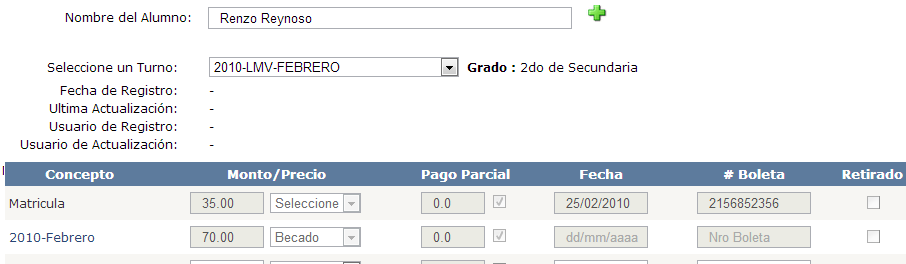 Nombre del Alumno: Renzo Reynoso
Seleccione un Turno: 2010-LMV-FEBRERO Grado : 2do de Secundaria
Fecha de Registro: -
Ultima Actualización: -
Usuario de Registro: -
Usuario de Actualización: -
Concepto Monto/Precio Pago Parcial Fecha # Boleta Retirado
Matricula 35.00 Seleccione 0.0 25/02/2010 2156852356
2010-Febrero 70.00 Becado 0.0 dd/mm/aaaa Nro Boleta